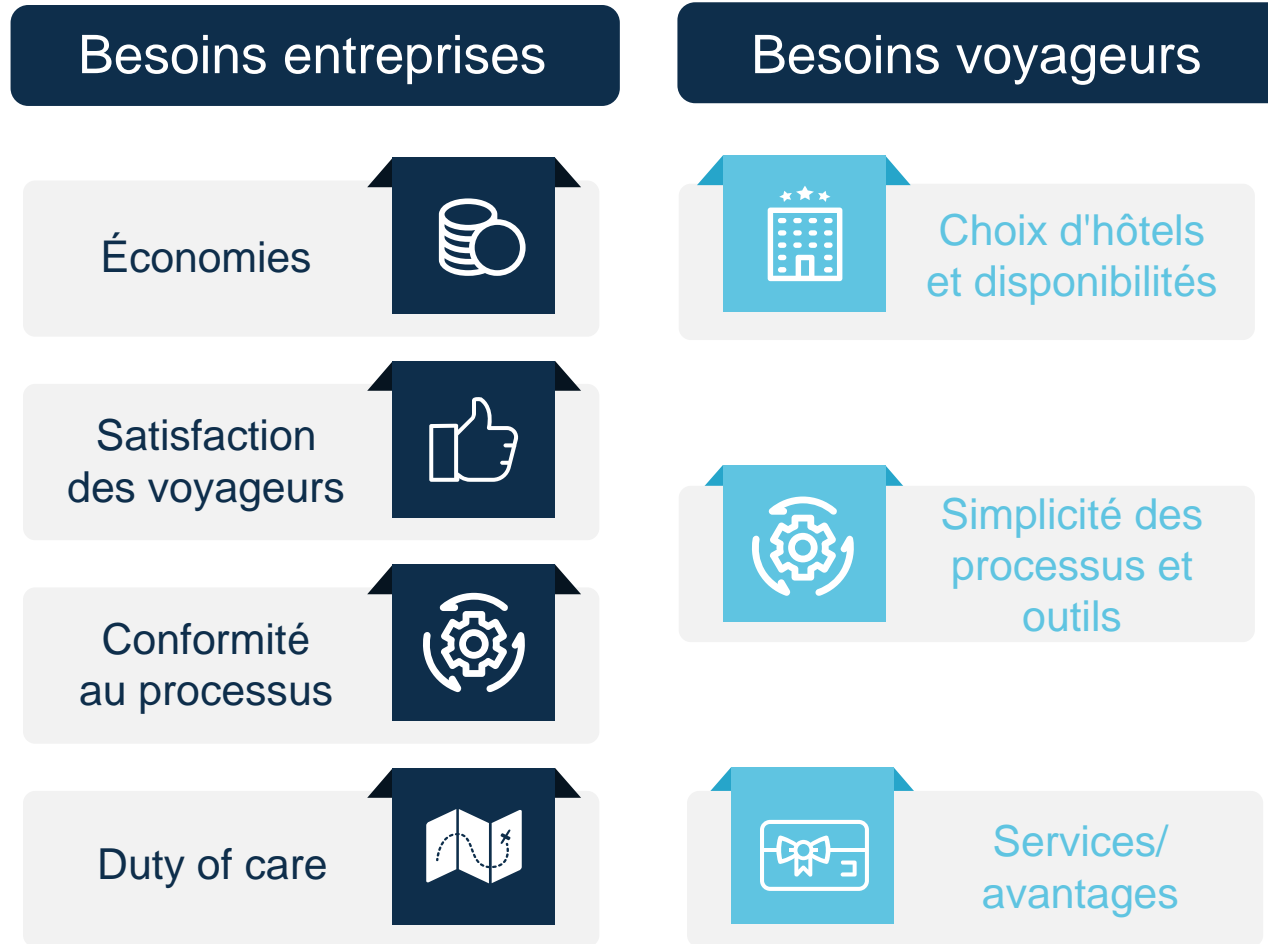 Besoins entreprises
Économies
Satisfaction
des voyageurs
Conformité
au processus
Duty of care
Besoins voyageurs
Choix d'hôtels
et disponibilités
Simplicité des
processus et
outils
Services/
avantages